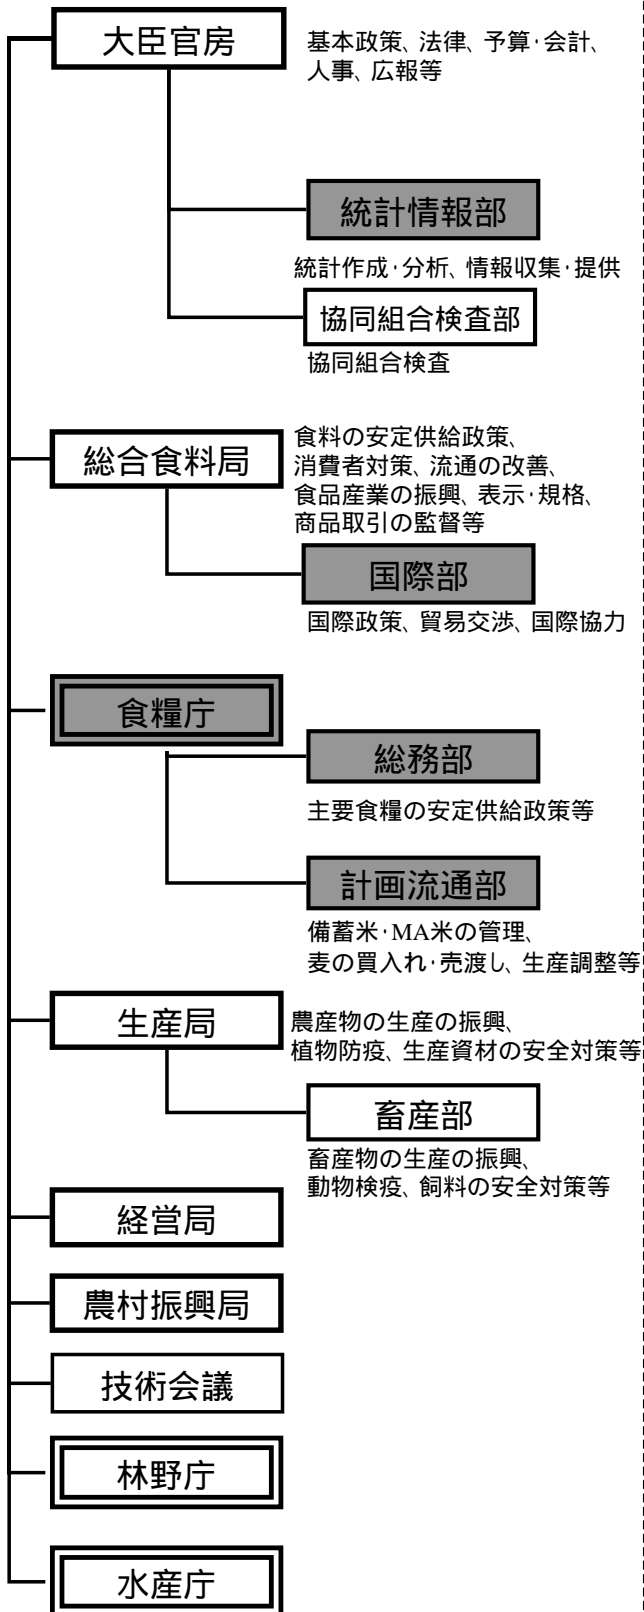 大臣官房
基本政策、法律、予算・会計、
人事、広報等
統計情報部
統計作成・分析、情報収集・提供
協同組合検査部
協同組合検査
総合食料局
食料の安定供給政策、
消費者対策、流通の改善、
食品産業の振興、表示・規格、
商品取引の監督等
国際部
国際政策、貿易交渉、国際協力
食糧庁
総務部
主要食糧の安定供給政策等
計画流通部
備蓄米・MA米の管理、
麦の買入れ・売渡し、生産調整等
生産局
農産物の生産の振興、
植物防疫、生産資材の安全対策等
畜産部
畜産物の生産の振興、
動物検疫、飼料の安全対策等
経営局
農村振興局
技術会議
林野庁
水産庁